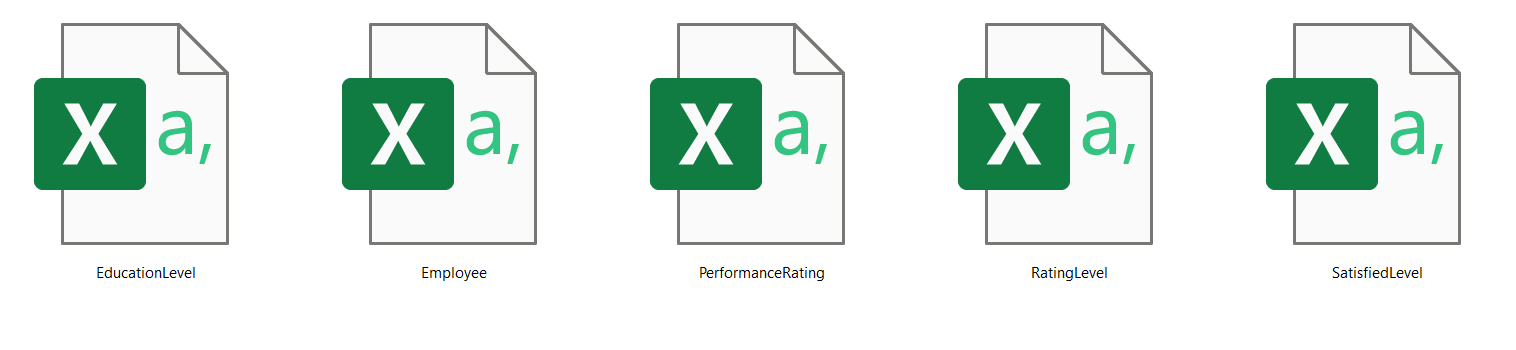 X a, X a, X a, X a, X a,
EducationLevel Employee PerformanceRating RatingLevel SatisfiedLevel